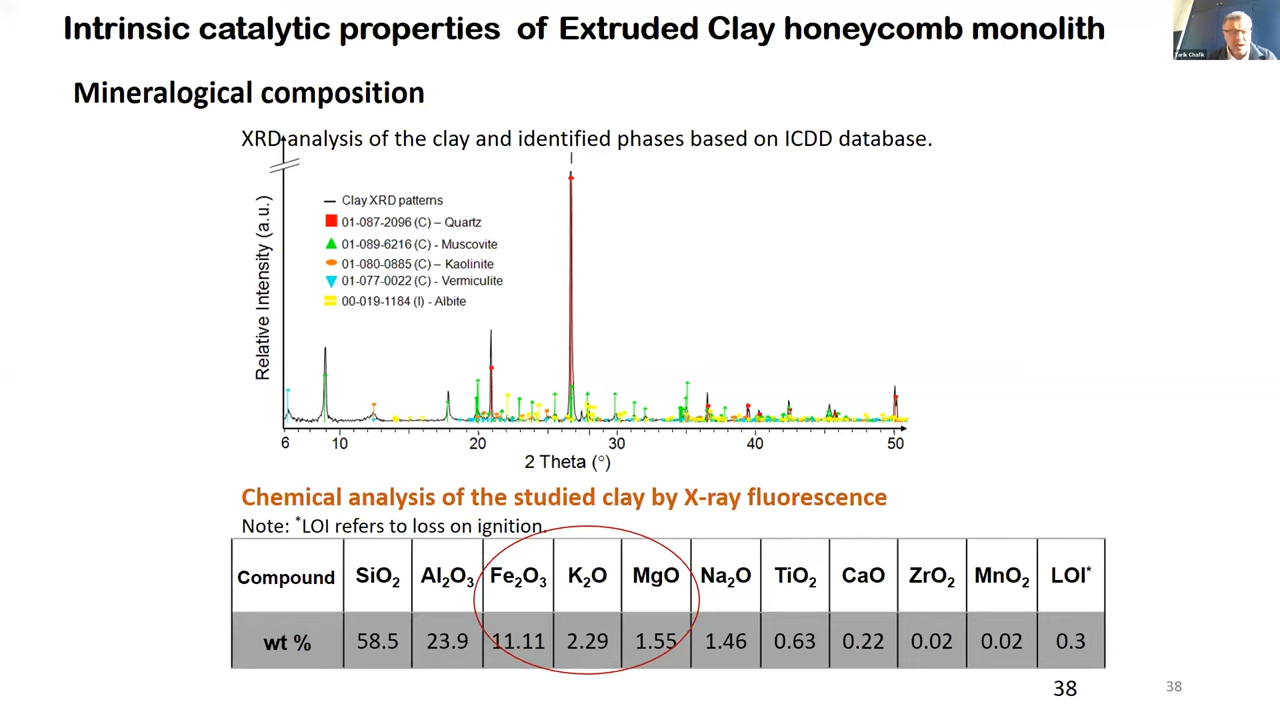 Intrinsic catalytic properties of Extruded Clay honeycomb monolith
Tarik Chafik
Mineralogical composition
XRD analysis of the clay and identified phases based on ICDD database.
Relative Intensity (a.u.)
Clay XRD patterns
01-087-2096 (C) – Quartz
01-089-6216 (C) - Muscovite
01-080-0885 (C) – Kaolinite
01-077-0022 (C) - Vermiculite
00-019-1184 (I) - Albite
6 10 20 30 40 50
2 Theta (°)
Chemical analysis of the studied clay by X-ray fluorescence
Note: *LOI refers to loss on ignition.
Compound SiO₂ Al₂O₃ Fe₂O₃ K₂O MgO Na₂O TiO₂ CaO ZrO₂ MnO₂ LOI*
wt % 58.5 23.9 11.11 2.29 1.55 1.46 0.63 0.22 0.02 0.02 0.3
38
38